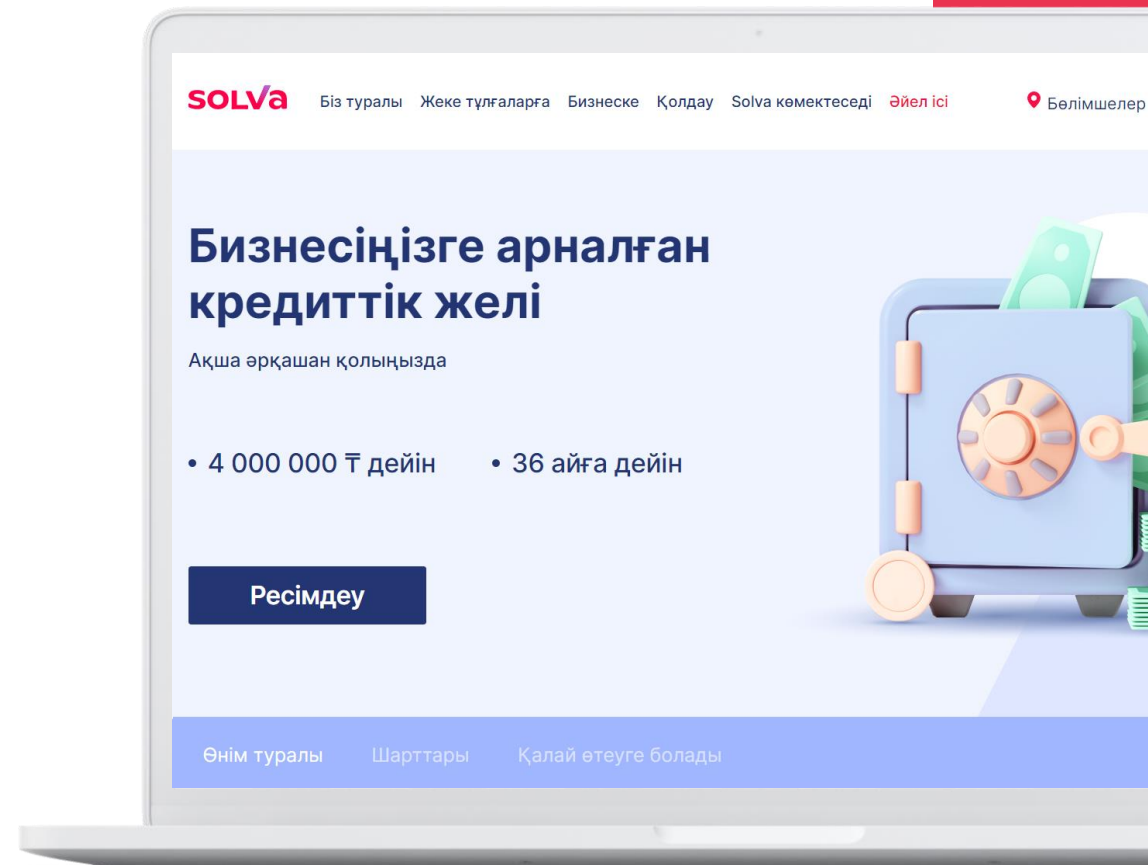 SOLVA Біз туралы Жеке тұлғаларға Бизнеске Қолдау Solva көмектеседі Әйел ісі Бөлімшелер
Бизнесіңізге арналған
кредиттік желі
Ақша әрқашан қолыңызда
• 4 000 000 ₸ дейін • 36 айға дейін
Ресімдеу
Өнім туралы Шарттары Қалай өтеуге болады